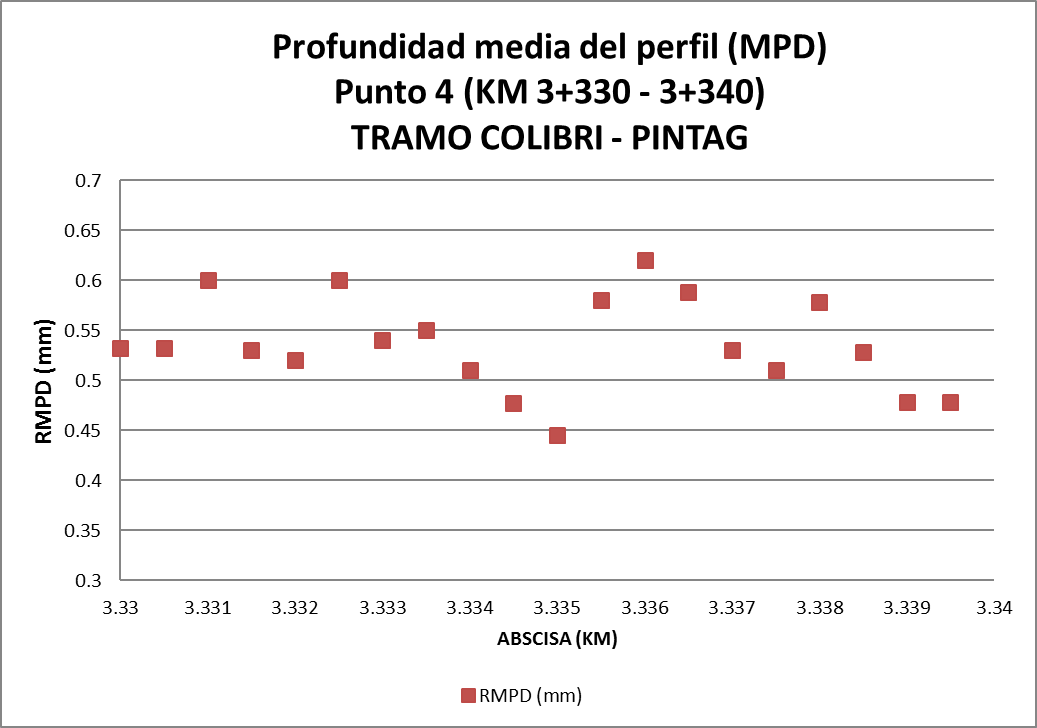 Profundidad media del perfil (MPD)
Punto 4 (KM 3+330 - 3+340)
TRAMO COLIBRI - PINTAG
0.7
0.65
0.6
0.55
0.5
0.45
0.4
0.35
0.3
RMPD (mm)
3.33 3.331 3.332 3.333 3.334 3.335 3.336 3.337 3.338 3.339 3.34
ABSCISA (KM)
RMPD (mm)